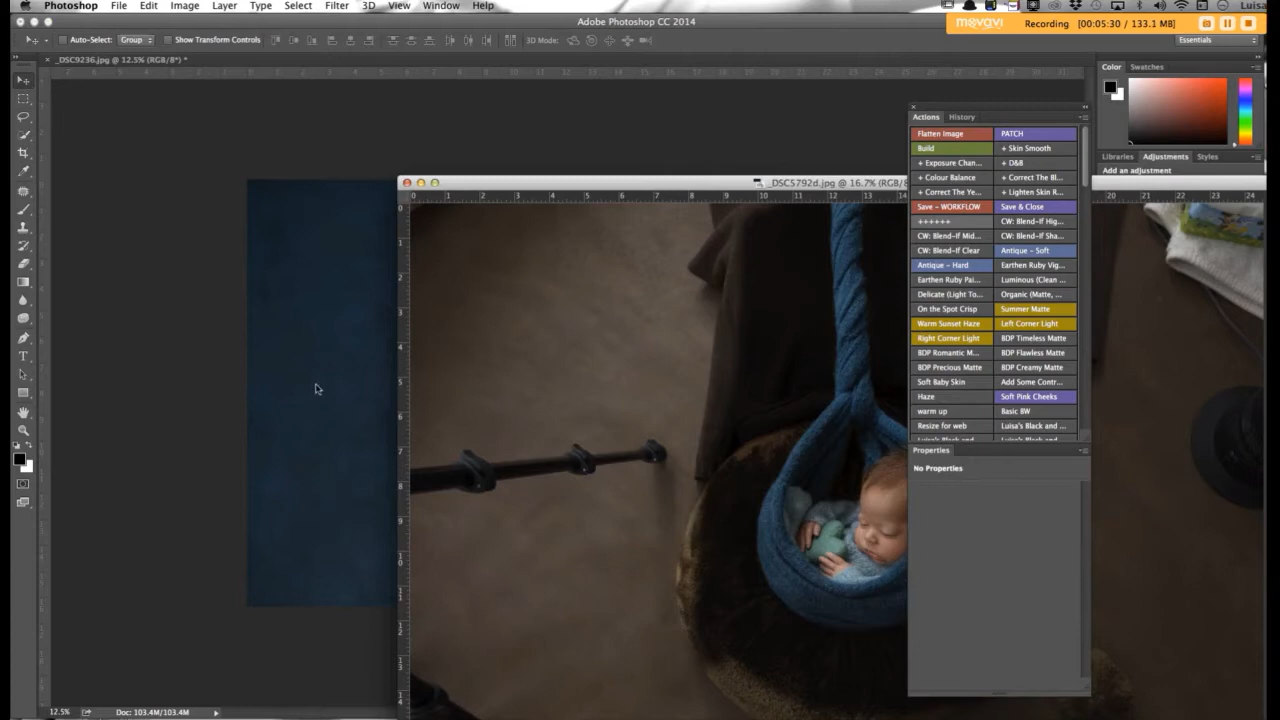 Photoshop File Edit Image Layer Type Select Filter 3D View Window Help Luisa
Adobe Photoshop CC 2014
movavi Recording [00:05:30 / 133.1 MB]
Auto-Select: Group Show Transform Controls 3D Mode: Essentials
_DSC9236.jpg @ 12.5% (RGB/8*) *
Color Swatches
Actions History
Flatten Image PATCH
Build + Skin Smooth
+ Exposure Chan... + D&B
+ Colour Balance + Correct The Bl...
+ Correct The Ye... + Lighten Skin R...
Save - WORKFLOW Save & Close
++++++ CW: Blend-If Hig...
CW: Blend-If Mid... CW: Blend-If Sha...
CW: Blend-If Clear Antique - Soft
Antique - Hard Earthen Ruby Vig...
Earthen Ruby Pai... Luminous (Clean ...
Delicate (Light To... Organic (Matte, ...
On the Spot Crisp Summer Matte
Warm Sunset Haze Left Corner Light
Right Corner Light BDP Timeless Matte
BDP Romantic M... BDP Flawless Matte
BDP Precious Matte BDP Creamy Matte
Soft Baby Skin Add Some Contr...
Haze Soft Pink Cheeks
warm up Basic BW
Resize for web Luisa's Black and ...
Libraries Adjustments Styles
Add an adjustment
_DSC5792d.jpg @ 16.7% (RGB/8
Properties
No Properties
12.5% Doc: 103.4M/103.4M